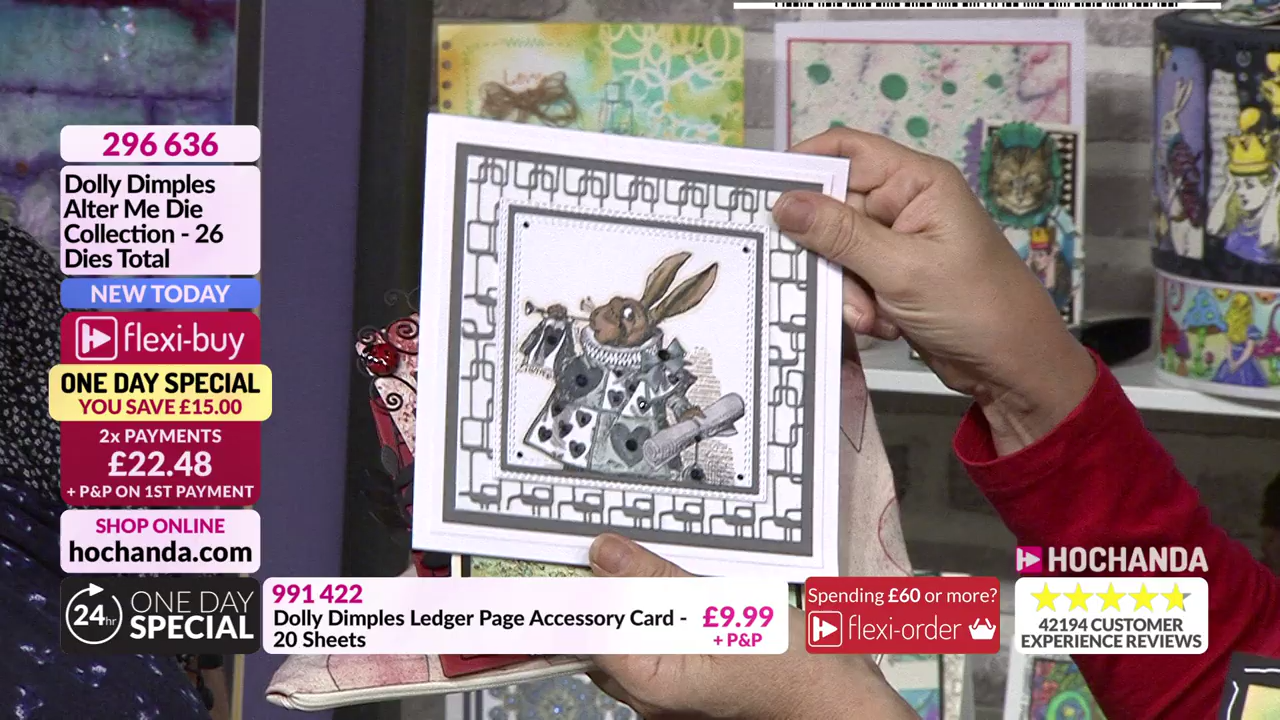 296 636
Dolly Dimples
Alter Me Die
Collection - 26
Dies Total
NEW TODAY
flexi-buy
ONE DAY SPECIAL
YOU SAVE £15.00
2x PAYMENTS
£22.48
+ P&P ON 1ST PAYMENT
SHOP ONLINE
hochanda.com
24hr ONE DAY
SPECIAL
991 422
Dolly Dimples Ledger Page Accessory Card -
20 Sheets
£9.99
+ P&P
Spending £60 or more?
flexi-order
HOCHANDA
42194 CUSTOMER
EXPERIENCE REVIEWS